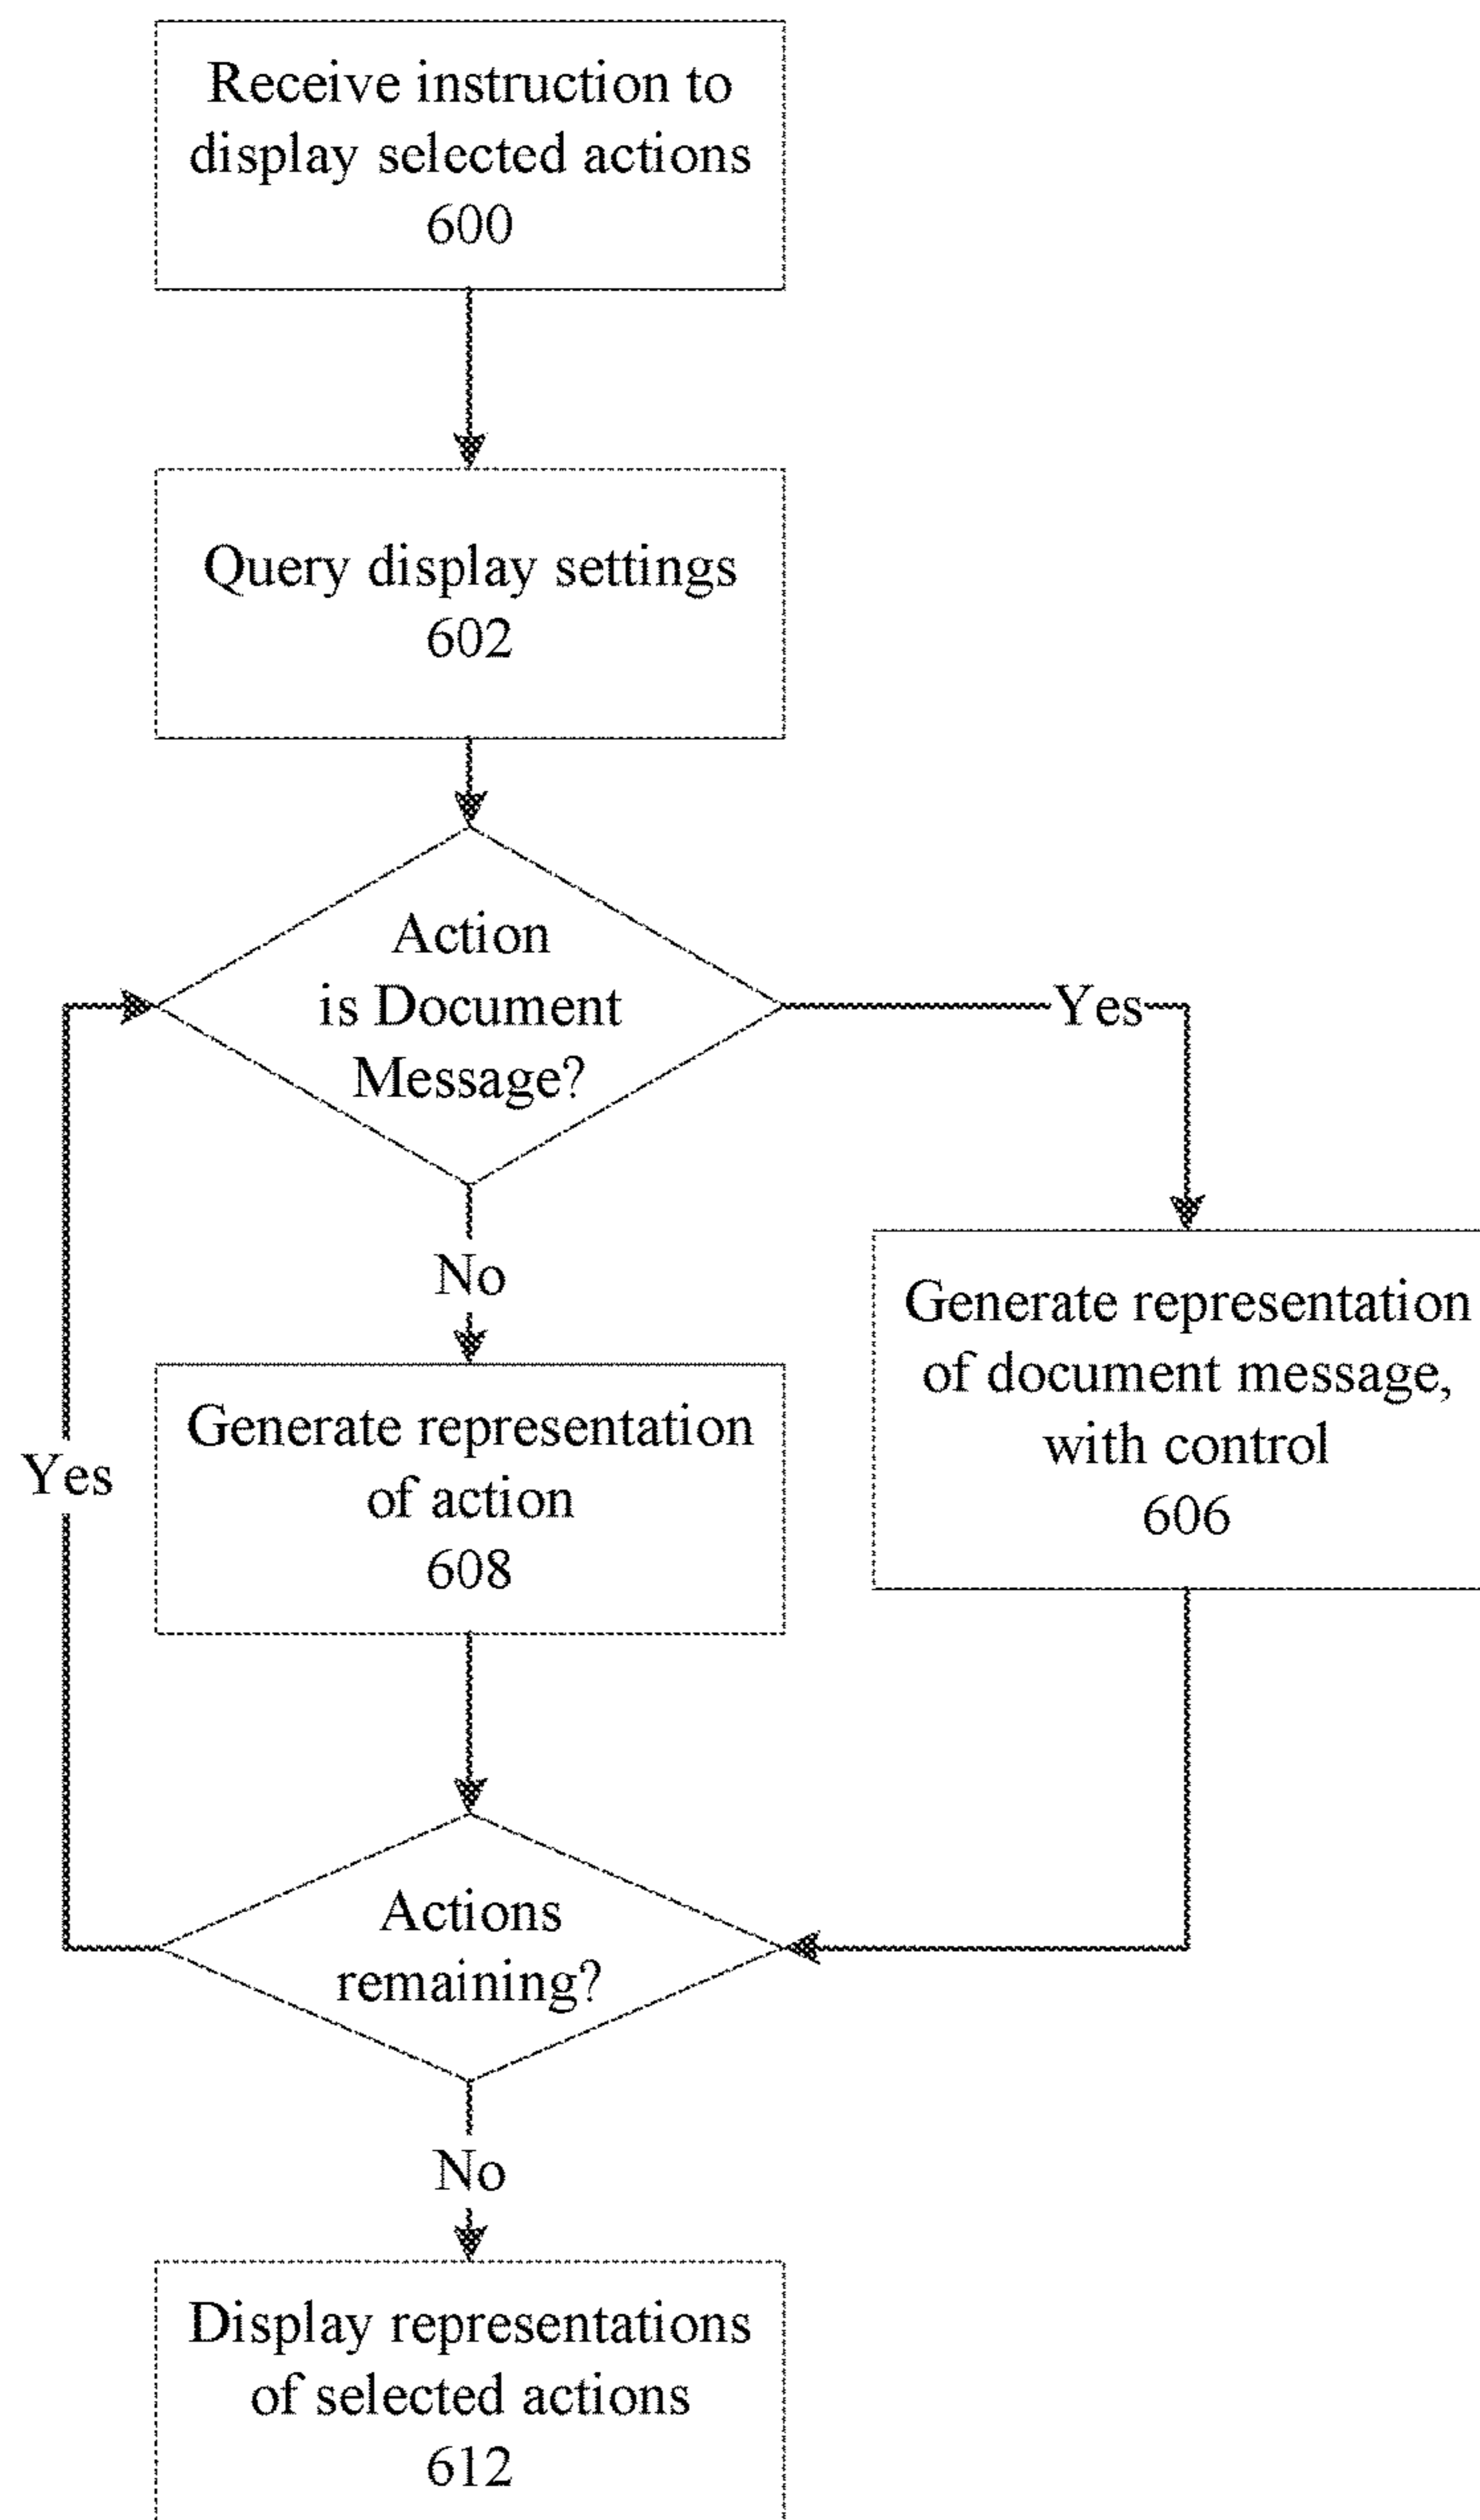 Receive instruction to
display selected actions
600
Query display settings
602
Action
is Document
Message?
Yes
No
Generate representation
of document message,
with control
606
Generate representation
of action
608
Yes
Actions
remaining?
No
Display representations
of selected actions
612